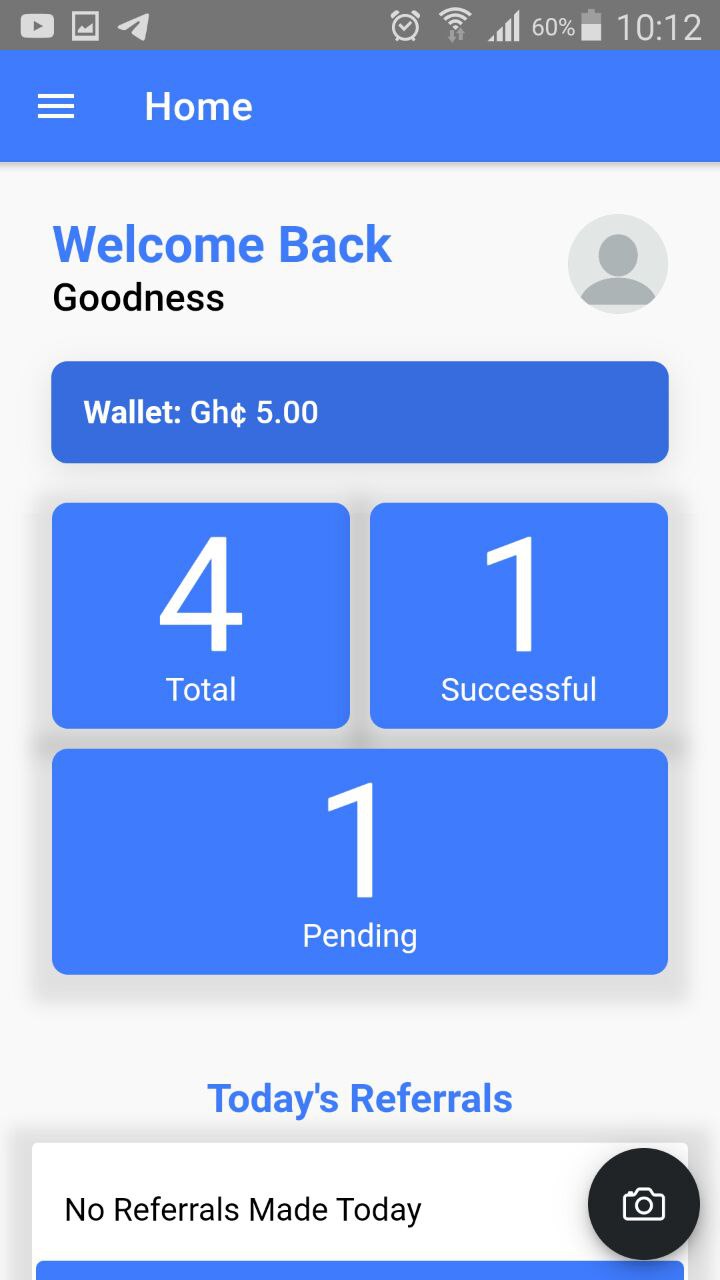 60% 10:12
Home
Welcome Back
Goodness
Wallet: Gh¢ 5.00
4
Total
1
Successful
1
Pending
Today's Referrals
No Referrals Made Today